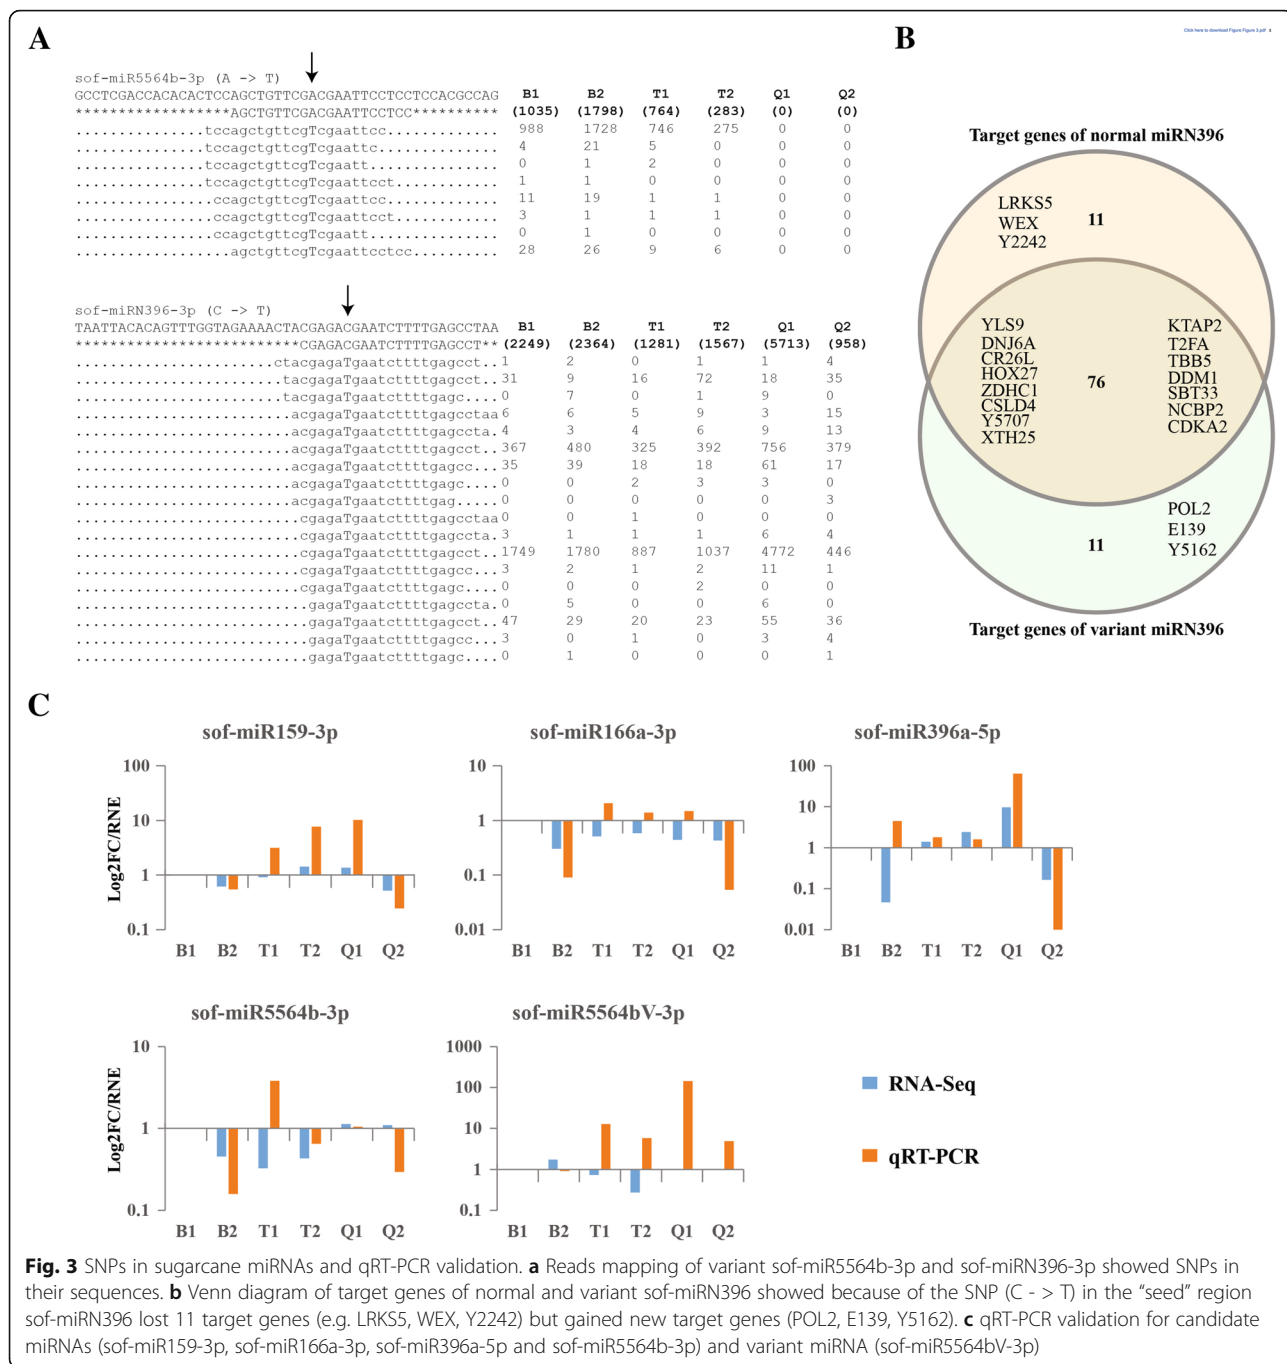 A
B
Click here to download Figure Figure 3.pdf
sof-miR5564b-3p (A -> T)
GCCTCGACCACACACTCCAGCTGTTCGACGAATTCCTCCTCCACGCCAG B1 B2 T1 T2 Q1 Q2
******************AGCTGTTCGACGAATTCCTCC********** (1035) (1798) (764) (283) (0) (0)
...............tccagctgttcgTcgaattcc............. 988 1728 746 275 0 0
...............tccagctgttcgTcgaattc.............. 4 21 5 0 0 0
...............tccagctgttcgTcgaatt............... 0 1 2 0 0 0
...............tccagctgttcgTcgaattcct............ 1 1 0 0 0 0
................ccagctgttcgTcgaattcc............. 11 19 1 1 0 0
................ccagctgttcgTcgaattcct............ 3 1 1 1 0 0
................ccagctgttcgTcgaatt............... 0 1 0 0 0 0
..................agctgttcgTcgaattcctcc.......... 28 26 9 6 0 0
sof-miRN396-3p (C -> T)
TAATTACACAGTTTGGTAGAAAACTACGAGACGAATCTTTTGAGCCTAA B1 B2 T1 T2 Q1 Q2
**************************CGAGACGAATCTTTTGAGCCT** (2249) (2364) (1281) (1567) (5713) (958)
.......................ctacgagaTgaatcttttgagcct.. 1 2 0 1 1 4
........................tacgagaTgaatcttttgagcct.. 31 9 16 72 18 35
........................tacgagaTgaatcttttgagcc... 0 7 0 1 9 0
.........................acgagaTgaatcttttgagcctaa 6 6 5 9 3 15
.........................acgagaTgaatcttttgagccta. 4 3 4 6 9 13
.........................acgagaTgaatcttttgagcct.. 367 480 325 392 756 379
.........................acgagaTgaatcttttgagcc... 35 39 18 18 61 17
.........................acgagaTgaatcttttgagc.... 0 0 2 3 3 0
.........................acgagaTgaatcttttgag..... 0 0 0 0 0 3
..........................cgagaTgaatcttttgagcctaa 0 0 1 0 0 0
..........................cgagaTgaatcttttgagccta. 3 1 1 1 6 4
..........................cgagaTgaatcttttgagcct.. 1749 1780 887 1037 4772 446
..........................cgagaTgaatcttttgagcc... 3 2 1 2 11 1
..........................cgagaTgaatcttttgagc.... 0 0 0 2 0 0
...........................gagaTgaatcttttgagccta. 0 5 0 0 6 0
...........................gagaTgaatcttttgagcct.. 47 29 20 23 55 36
...........................gagaTgaatcttttgagcc... 3 0 1 0 3 4
...........................gagaTgaatcttttgagc.... 0 1 0 0 0 1
Target genes of normal miRN396
LRKS5
WEX
Y2242
11
YLS9
DNJ6A
CR26L
HOX27
ZDHC1
CSLD4
Y5707
XTH25
76
KTAP2
T2FA
TBB5
DDM1
SBT33
NCBP2
CDKA2
POL2
E139
Y5162
11
Target genes of variant miRN396
C
sof-miR159-3p
Log2FC/RNE
100
10
1
0.1
B1 B2 T1 T2 Q1 Q2
sof-miR166a-3p
10
1
0.1
0.01
B1 B2 T1 T2 Q1 Q2
sof-miR396a-5p
100
10
1
0.1
0.01
B1 B2 T1 T2 Q1 Q2
sof-miR5564b-3p
Log2FC/RNE
10
1
0.1
B1 B2 T1 T2 Q1 Q2
sof-miR5564bV-3p
1000
100
10
1
0.1
B1 B2 T1 T2 Q1 Q2
RNA-Seq
qRT-PCR
Fig. 3 SNPs in sugarcane miRNAs and qRT-PCR validation. a Reads mapping of variant sof-miR5564b-3p and sof-miRN396-3p showed SNPs in
their sequences. b Venn diagram of target genes of normal and variant sof-miRN396 showed because of the SNP (C - > T) in the “seed” region
sof-miRN396 lost 11 target genes (e.g. LRKS5, WEX, Y2242) but gained new target genes (POL2, E139, Y5162). c qRT-PCR validation for candidate
miRNAs (sof-miR159-3p, sof-miR166a-3p, sof-miR396a-5p and sof-miR5564b-3p) and variant miRNA (sof-miR5564bV-3p)